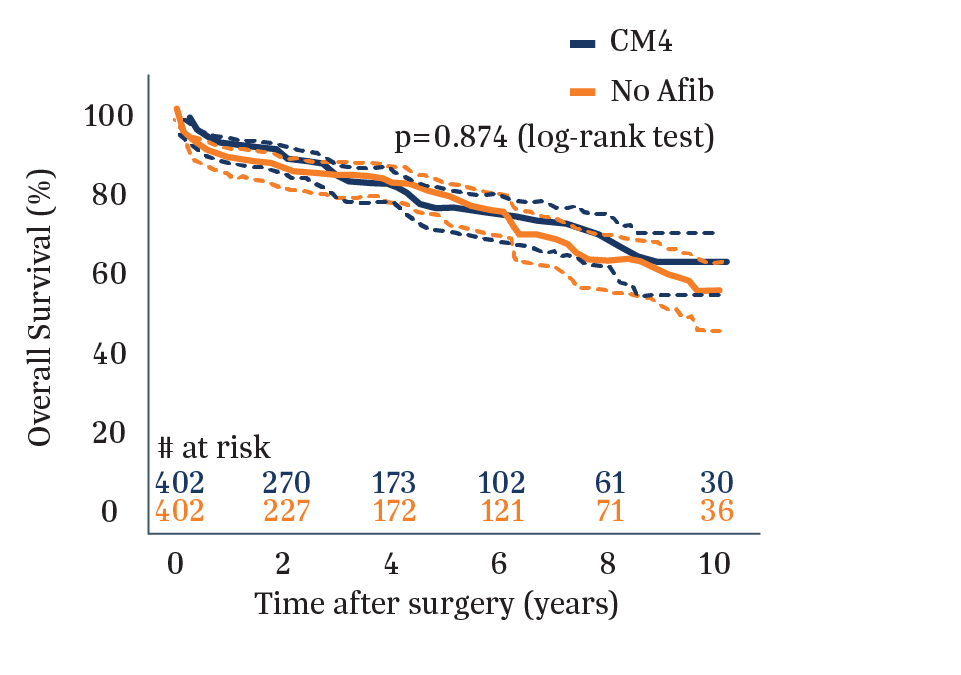 CM4
No Afib
p=0.874 (log-rank test)
Overall Survival (%)
100
80
60
40
20
0
# at risk
402 270 173 102 61 30
402 227 172 121 71 36
0 2 4 6 8 10
Time after surgery (years)